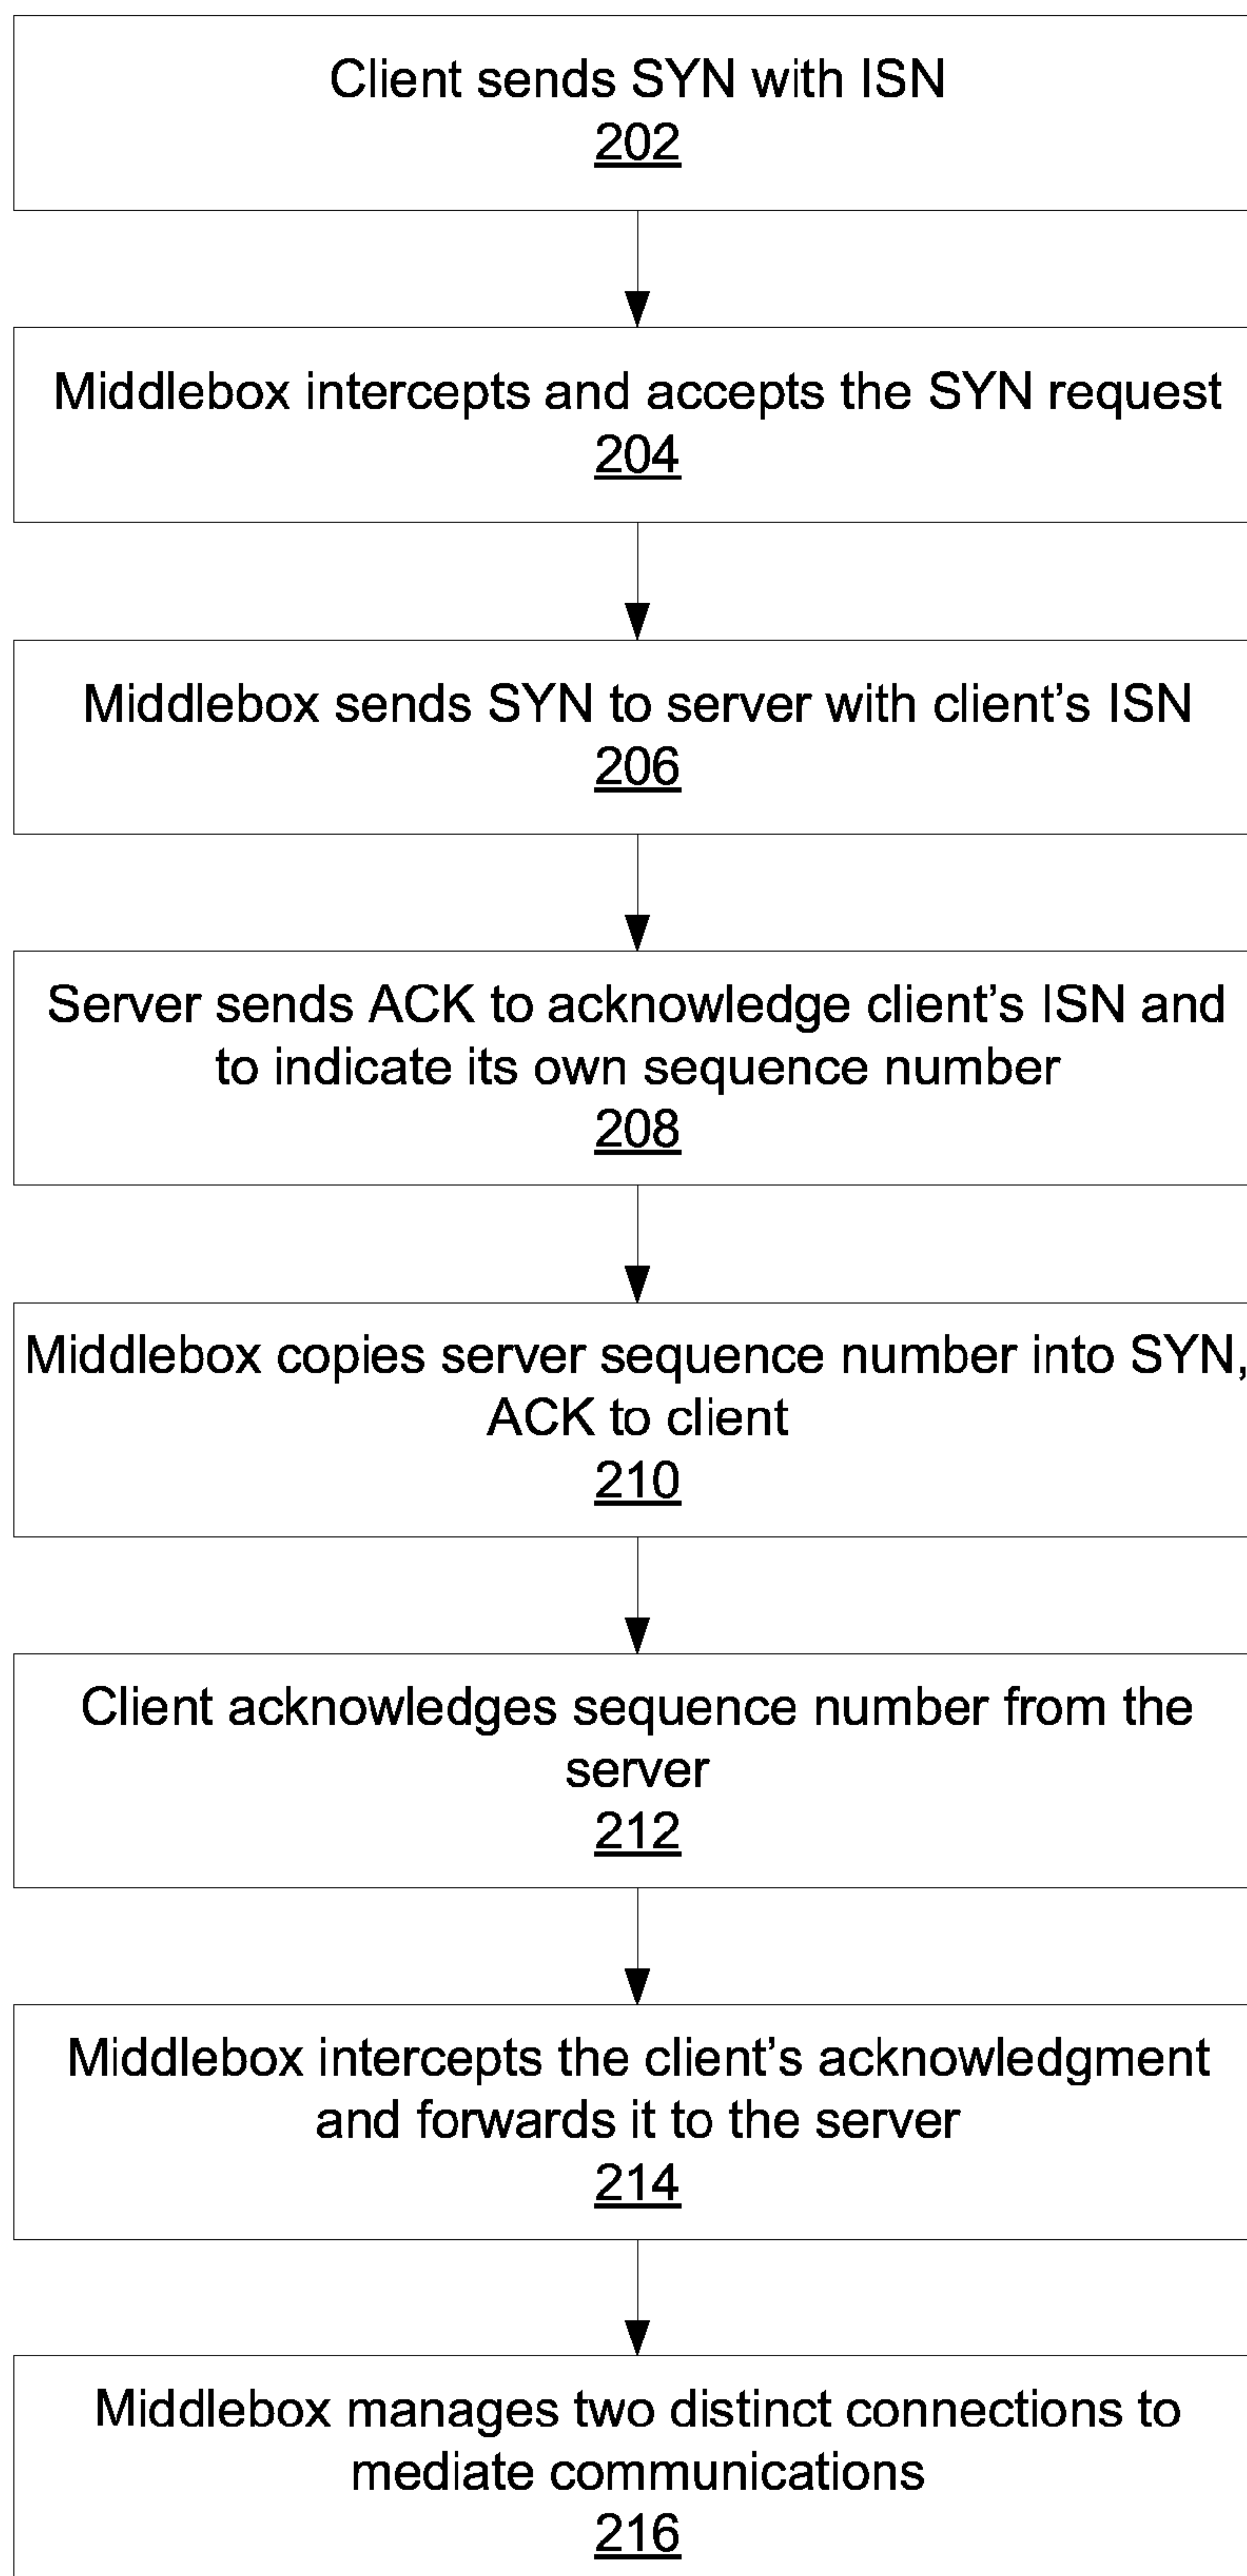 Client sends SYN with ISN
202
Middlebox intercepts and accepts the SYN request
204
Middlebox sends SYN to server with client's ISN
206
Server sends ACK to acknowledge client's ISN and
to indicate its own sequence number
208
Middlebox copies server sequence number into SYN,
ACK to client
210
Client acknowledges sequence number from the
server
212
Middlebox intercepts the client's acknowledgment
and forwards it to the server
214
Middlebox manages two distinct connections to
mediate communications
216